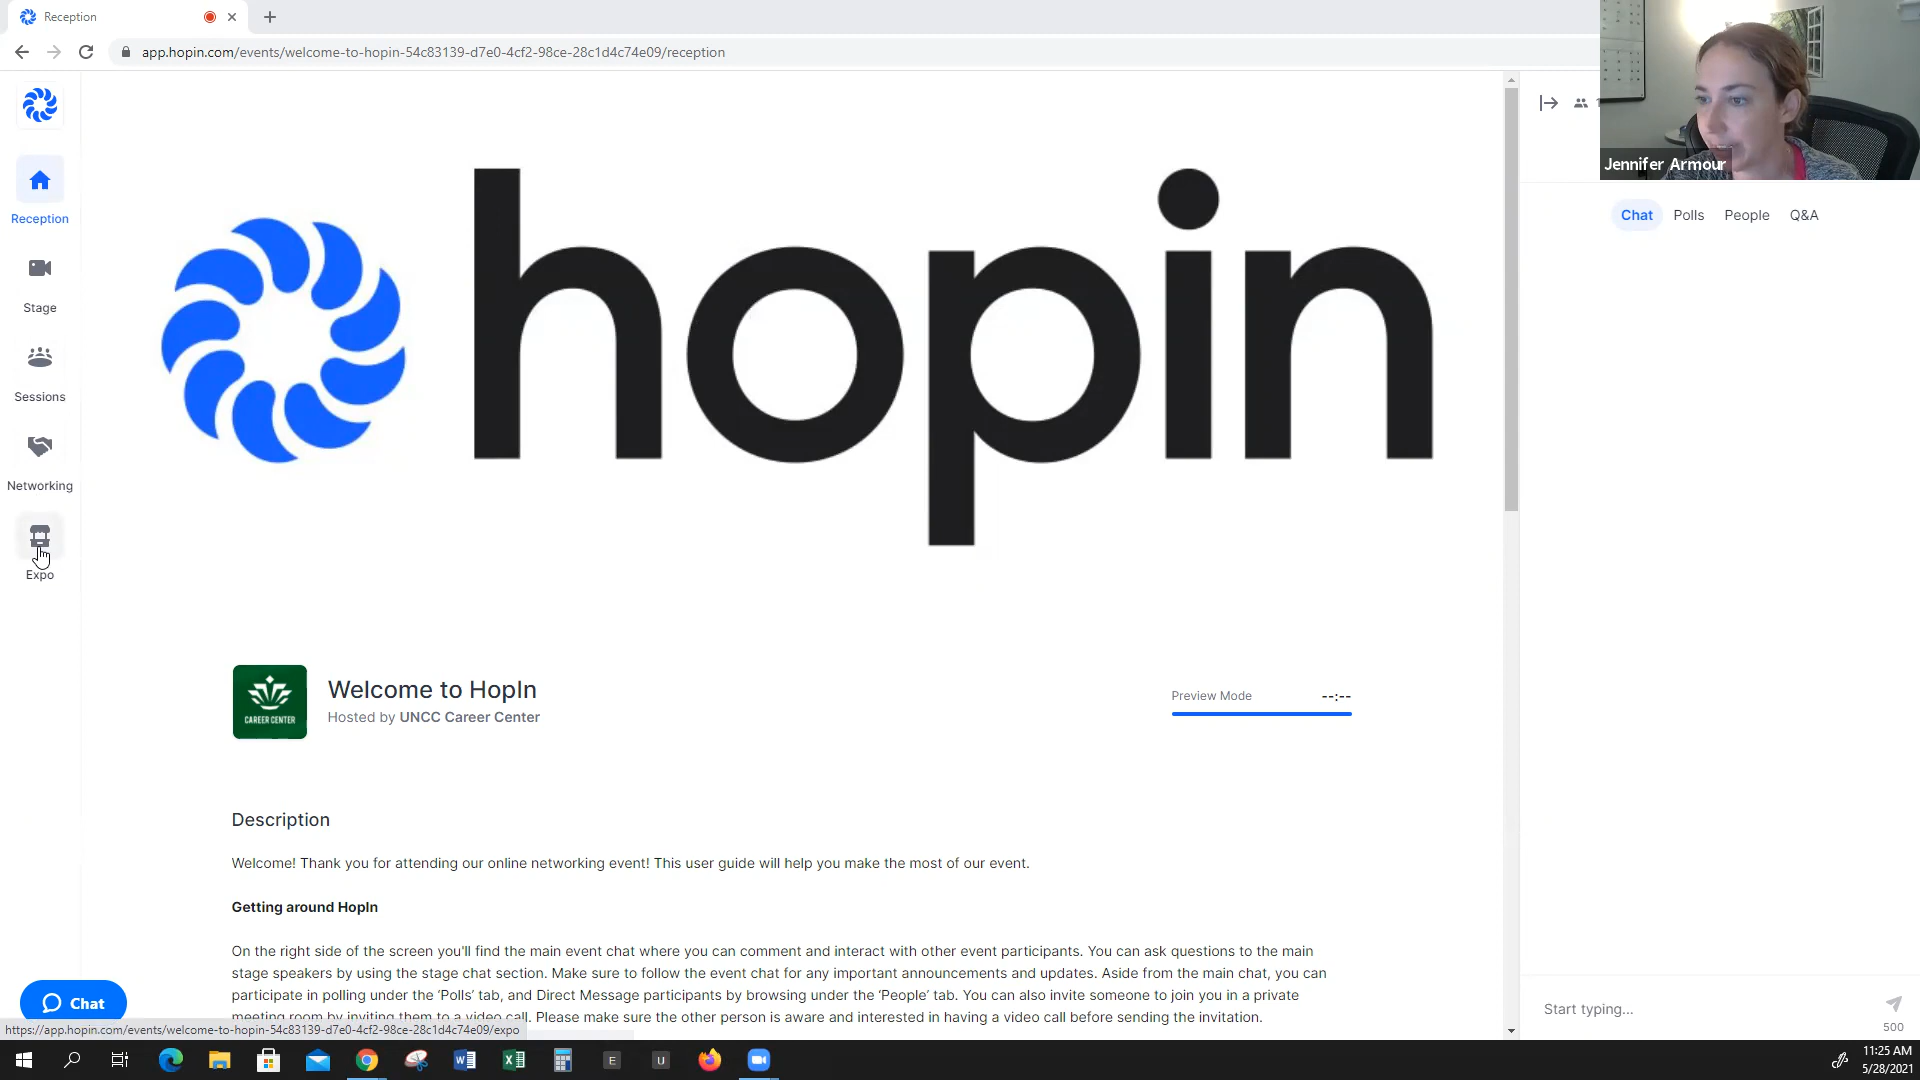 Reception
app.hopin.com/events/welcome-to-hopin-54c83139-d7e0-4cf2-98ce-28c1d4c74e09/reception
Jennifer Armour
Reception
Stage
Sessions
Networking
Expo
hopin
Chat Polls People Q&A
CAREER CENTER
Welcome to HopIn
Hosted by UNCC Career Center
Preview Mode --:--
Description
Welcome! Thank you for attending our online networking event! This user guide will help you make the most of our event.
Getting around HopIn
On the right side of the screen you'll find the main event chat where you can comment and interact with other event participants. You can ask questions to the main
stage speakers by using the stage chat section. Make sure to follow the event chat for any important announcements and updates. Aside from the main chat, you can
participate in polling under the ‘Polls’ tab, and Direct Message participants by browsing under the ‘People’ tab. You can also invite someone to join you in a private
meeting room by inviting them to a video call. Please make sure the other person is aware and interested in having a video call before sending the invitation.
Chat
https://app.hopin.com/events/welcome-to-hopin-54c83139-d7e0-4cf2-98ce-28c1d4c74e09/expo
Start typing...
500
E
U
11:25 AM
5/28/2021